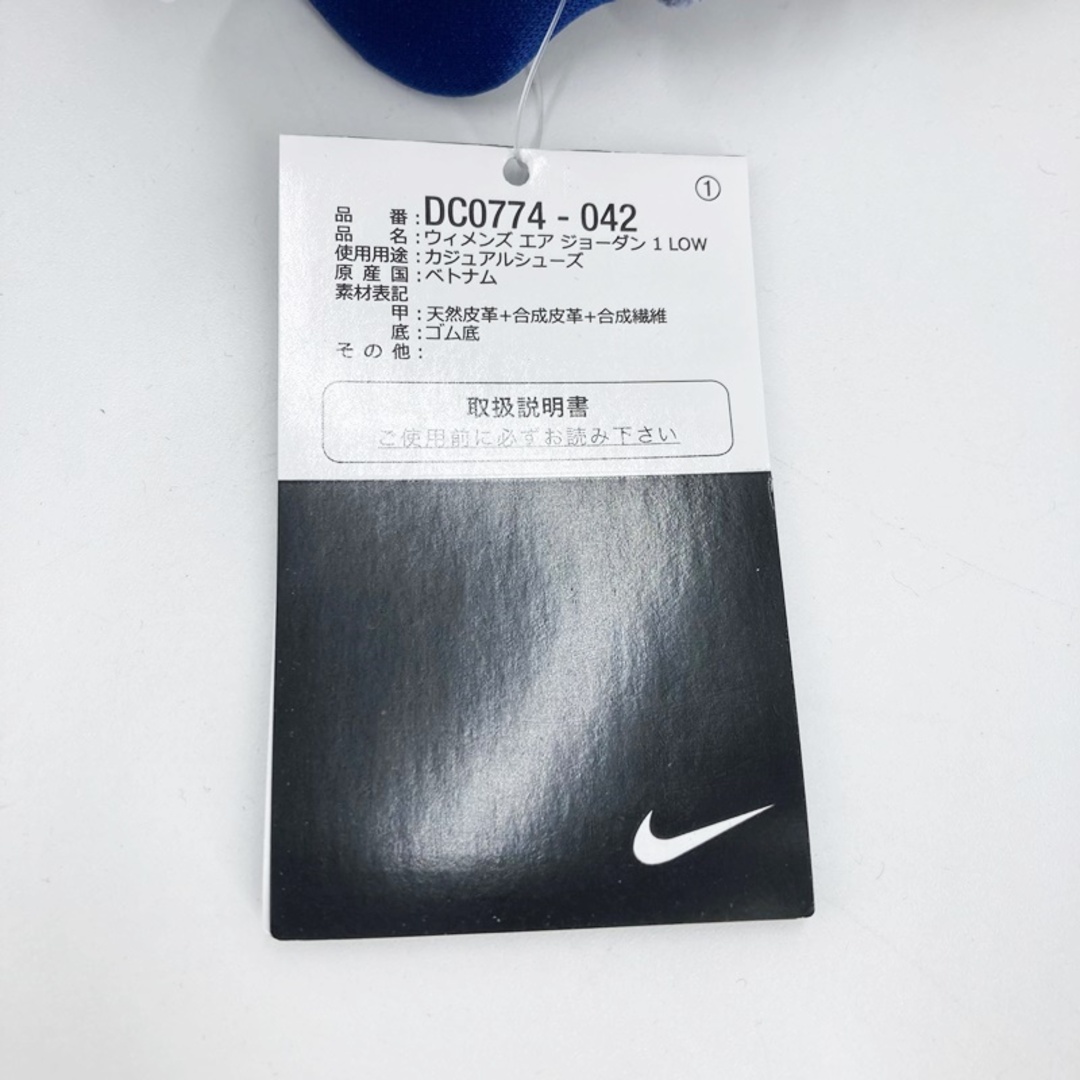 ①
品 番:DC0774 - 042
品 名:ウィメンズ エア ジョーダン 1 LOW
使用用途:カジュアルシューズ
原産国:ベトナム
素材表記
甲:天然皮革+合成皮革+合成繊維
底:ゴム底
その他:
取扱説明書
ご使用前に必ずお読み下さい